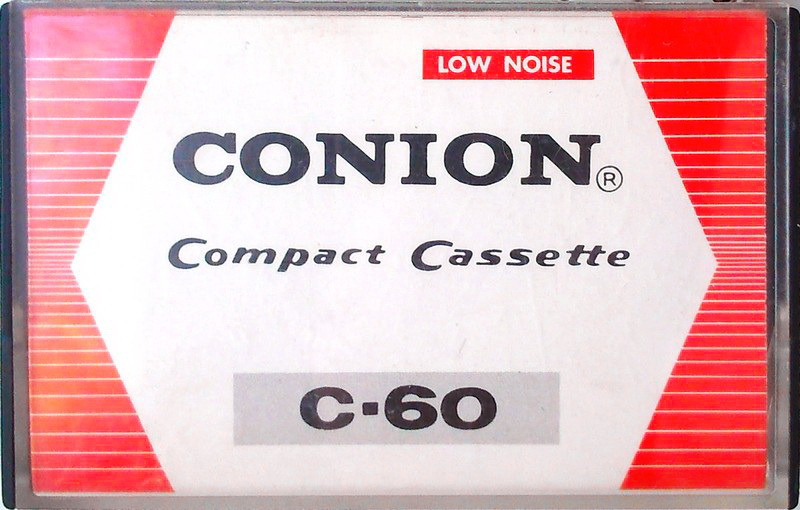 LOW NOISE
CONION®
Compact Cassette
C-60